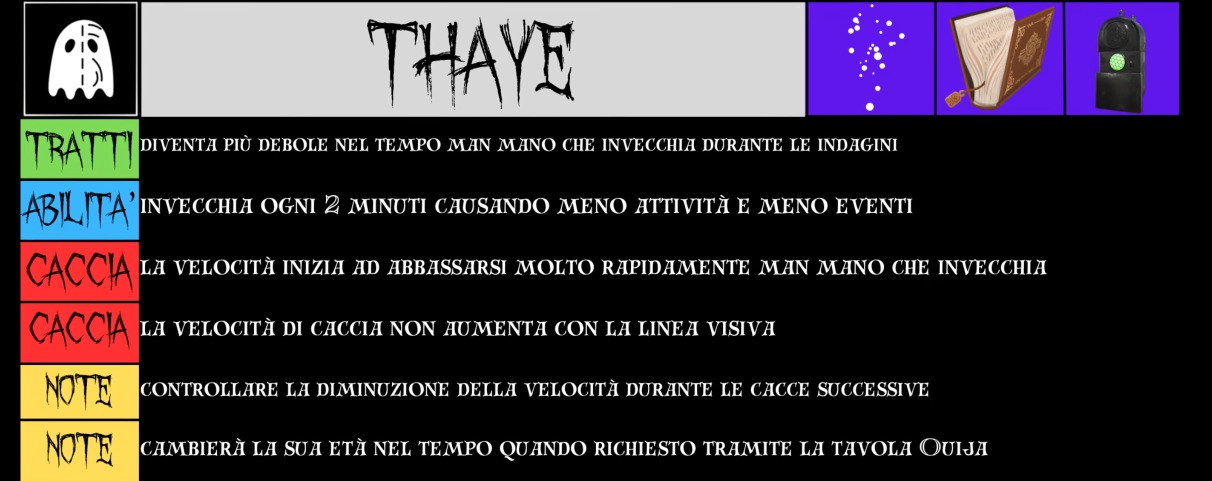 THAYE
TRATTI DIVENTA PIÙ DEBOLE NEL TEMPO MAN MANO CHE INVECCHIA DURANTE LE INDAGINI
ABILITA' INVECCHIA OGNI 2 MINUTI CAUSANDO MENO ATTIVITÀ E MENO EVENTI
CACCIA LA VELOCITÀ INIZIA AD ABBASSARSI MOLTO RAPIDAMENTE MAN MANO CHE INVECCHIA
CACCIA LA VELOCITÀ DI CACCIA NON AUMENTA CON LA LINEA VISIVA
NOTE CONTROLLARE LA DIMINUZIONE DELLA VELOCITÀ DURANTE LE CACCE SUCCESSIVE
NOTE CAMBIERÀ LA SUA ETÀ NEL TEMPO QUANDO RICHIESTO TRAMITE LA TAVOLA OUIJA